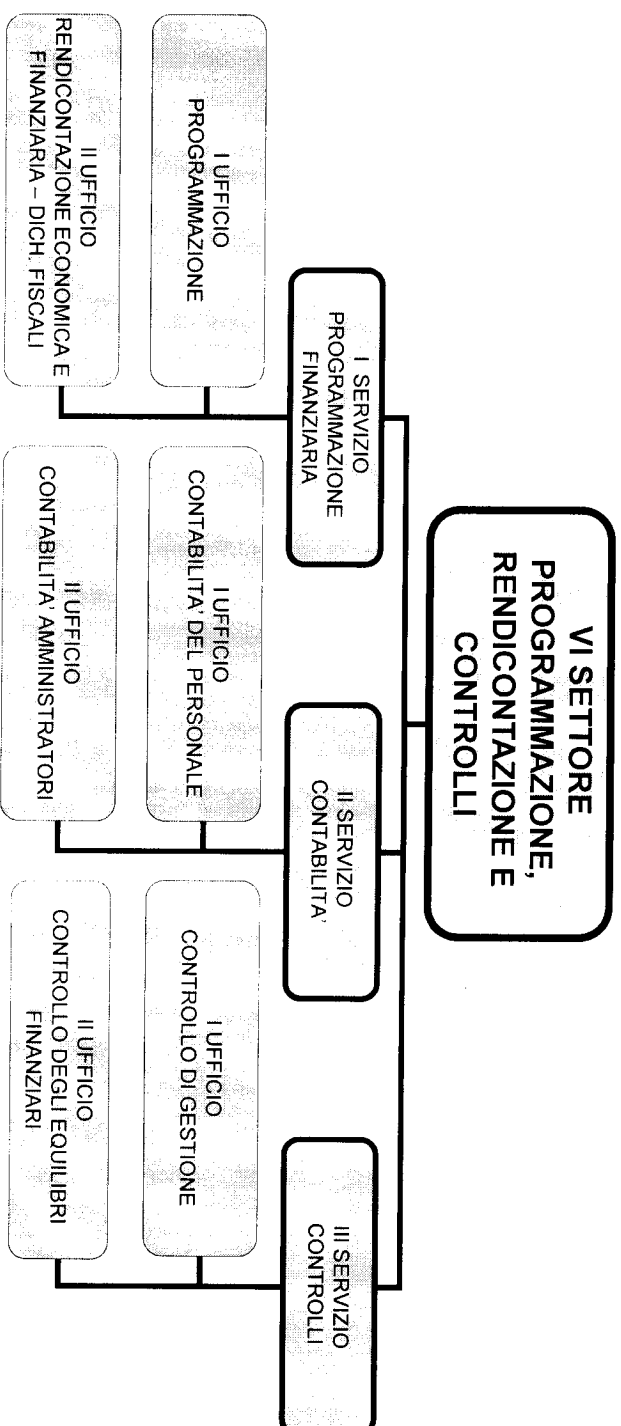 VI SETTORE
PROGRAMMAZIONE,
RENDICONTAZIONE E
CONTROLLI
I SERVIZIO
PROGRAMMAZIONE
FINANZIARIA
I UFFICIO
PROGRAMMAZIONE
II UFFICIO
RENDICONTAZIONE ECONOMICA E
FINANZIARIA – DICH. FISCALI
II SERVIZIO
CONTABILITA'
I UFFICIO
CONTABILITA' DEL PERSONALE
II UFFICIO
CONTABILITA' AMMINISTRATORI
III SERVIZIO
CONTROLLI
I UFFICIO
CONTROLLO DI GESTIONE
II UFFICIO
CONTROLLO DEGLI EQUILIBRI
FINANZIARI